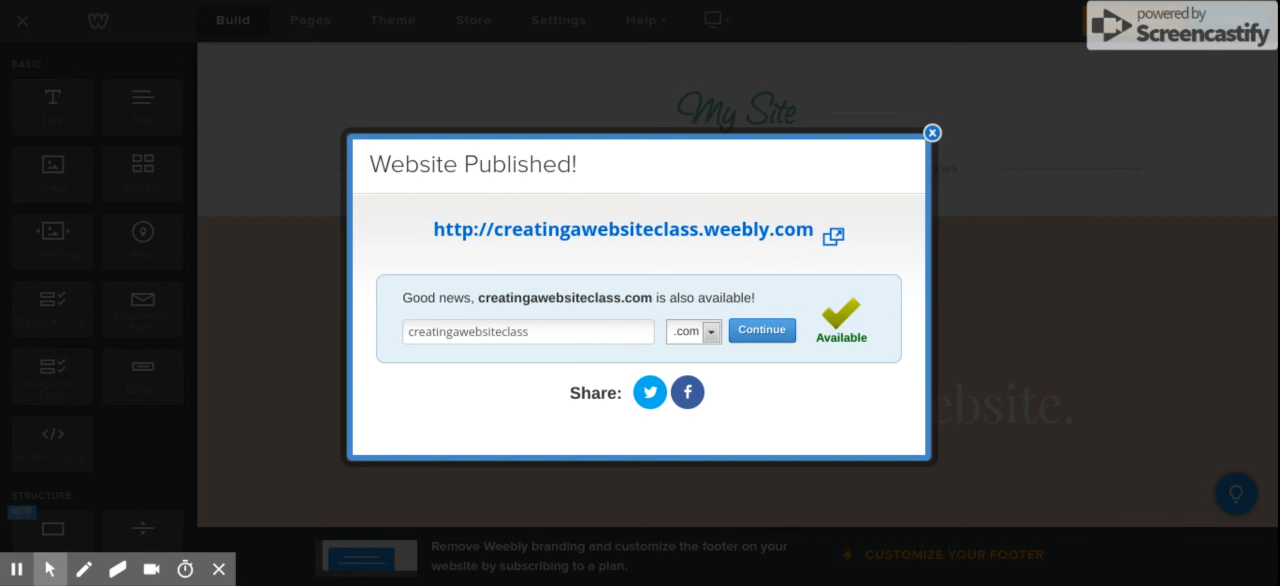 Build
Pages
Theme
Store
Settings
Help
powered by
Screencastify
BASIC
My Site
Website Published!
http://creatingawebsiteclass.weebly.com
Good news, creatingawebsiteclass.com is also available!
creatingawebsiteclass
.com
Continue
Available
Share:
ebsite.
STRUCTURE
NEW
Remove Weebly branding and customize the footer on your
website by subscribing to a plan.
CUSTOMIZE YOUR FOOTER